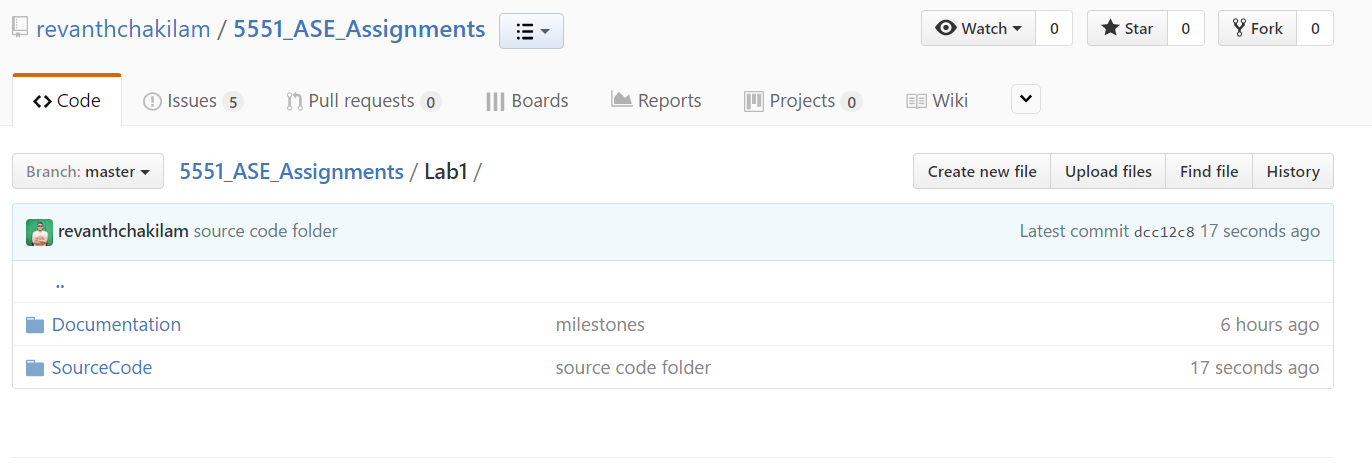 revanthchakilam / 5551_ASE_Assignments Watch 0 Star 0 Fork 0
Code Issues 5 Pull requests 0 Boards Reports Projects 0 Wiki
Branch: master 5551_ASE_Assignments / Lab1 / Create new file Upload files Find file History
revanthchakilam source code folder Latest commit dcc12c8 17 seconds ago
..
Documentation milestones 6 hours ago
SourceCode source code folder 17 seconds ago